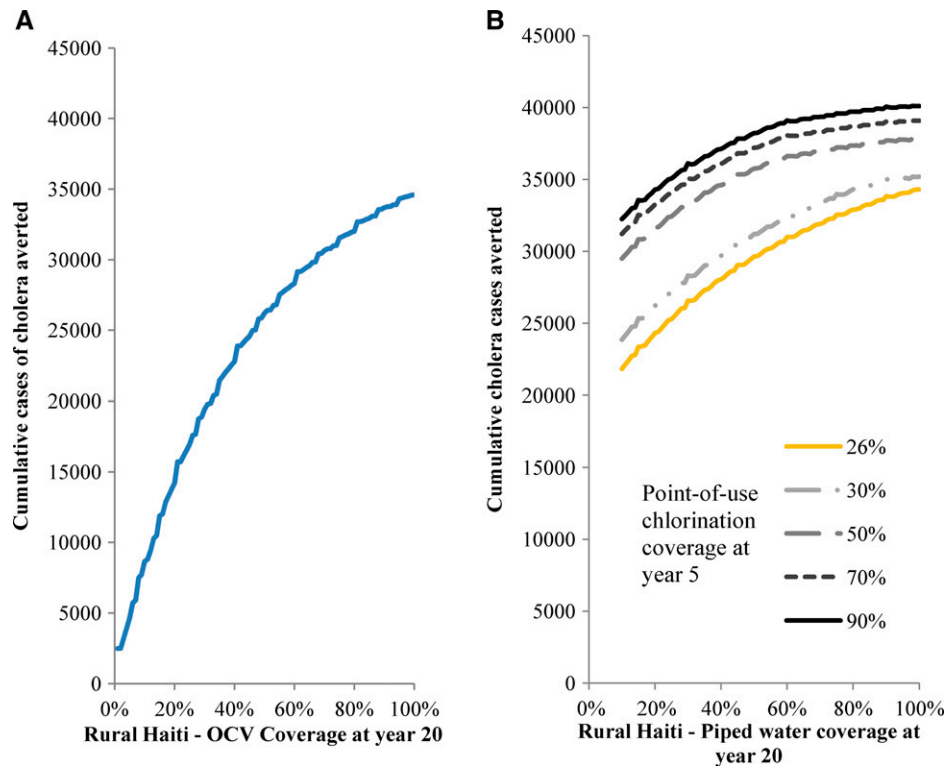 A
Cumulative cases of cholera averted
45000
40000
35000
30000
25000
20000
15000
10000
5000
0
0% 20% 40% 60% 80% 100%
Rural Haiti - OCV Coverage at year 20
B
Cumulative cholera cases averted
45000
40000
35000
30000
25000
20000
15000
10000
5000
0
Point-of-use
chlorination
coverage at
year 5
26%
30%
50%
70%
90%
0% 20% 40% 60% 80% 100%
Rural Haiti - Piped water coverage at
year 20